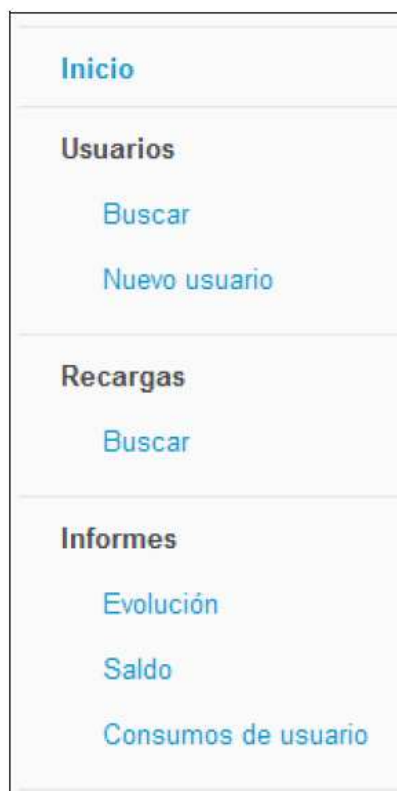 Inicio
Usuarios
Buscar
Nuevo usuario
Recargas
Buscar
Informes
Evolución
Saldo
Consumos de usuario